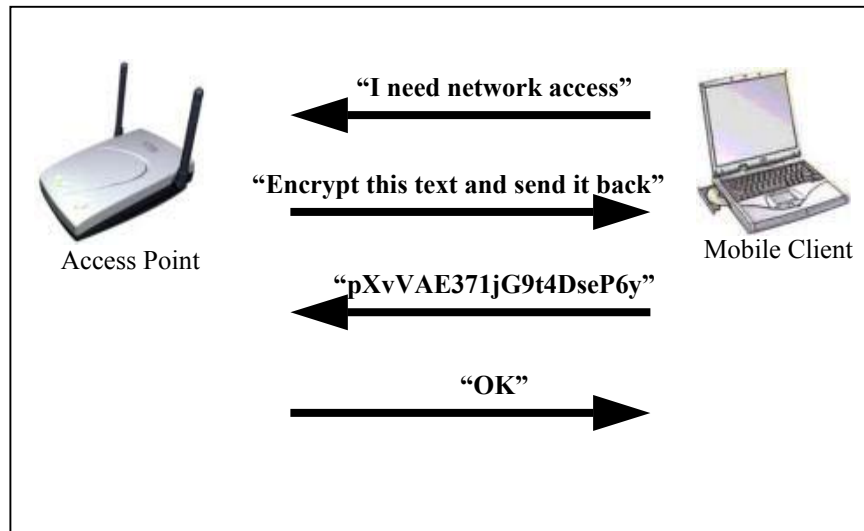 “I need network access”
“Encrypt this text and send it back”
Access Point
Mobile Client
“pXvVAE371jG9t4DseP6y”
“OK”